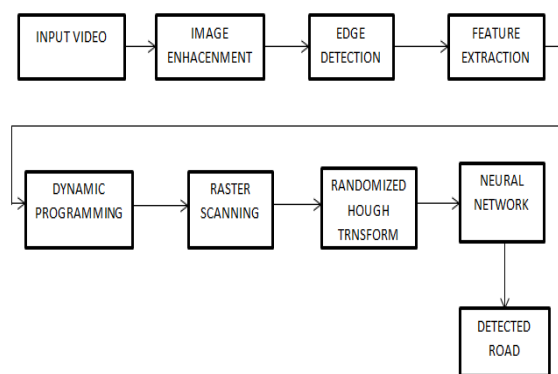 INPUT VIDEO
IMAGE
ENHACENMENT
EDGE
DETECTION
FEATURE
EXTRACTION
DYNAMIC
PROGRAMMING
RASTER
SCANNING
RANDOMIZED
HOUGH
TRNSFORM
NEURAL
NETWORK
DETECTED
ROAD